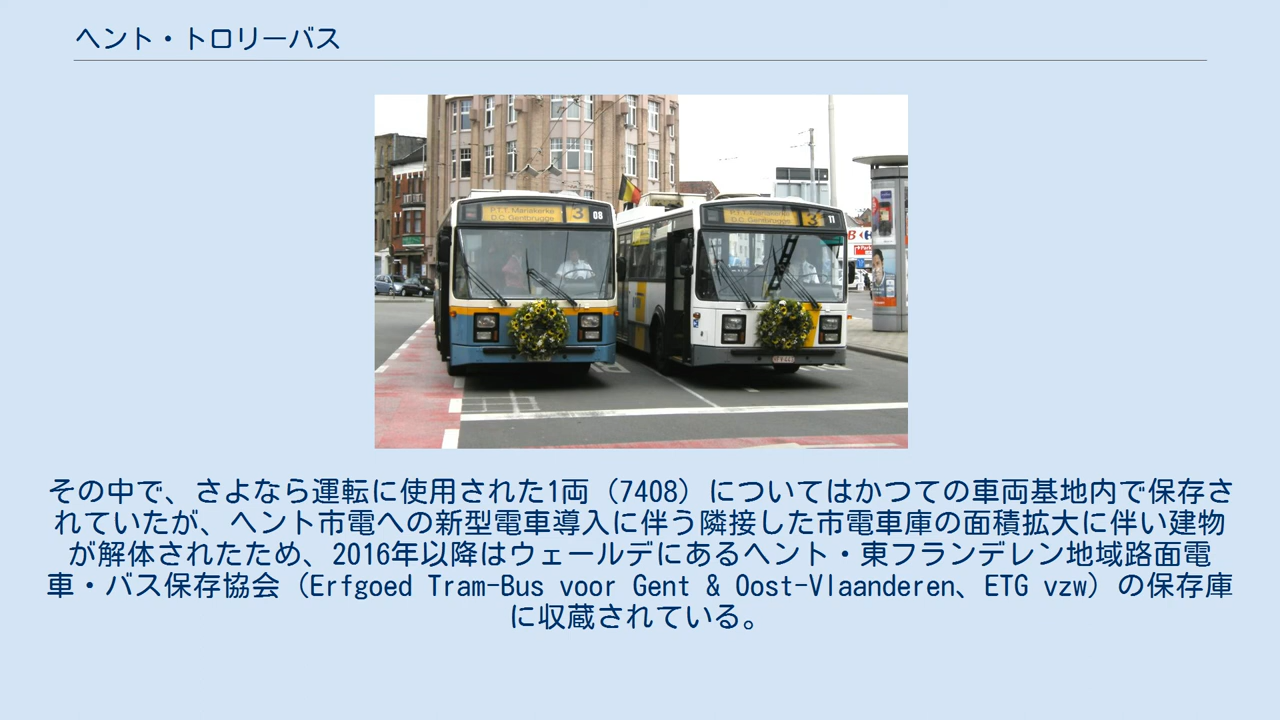 ヘント・トロリーバス
P.T.T. Mariakerke
D.C. Gentbrugge
3
08
P.T.T. Mariakerke
D.C. Gentbrugge
3
11
その中で、さよなら運転に使用された1両（7408）についてはかつての車両基地内で保存さ
れていたが、ヘント市電への新型電車導入に伴う隣接した市電車庫の面積拡大に伴い建物
が解体されたため、2016年以降はウェールデにあるヘント・東フランデレン地域路面電
車・バス保存協会（Erfgoed Tram-Bus voor Gent & Oost-Vlaanderen、ETG vzw）の保存庫
に収蔵されている。